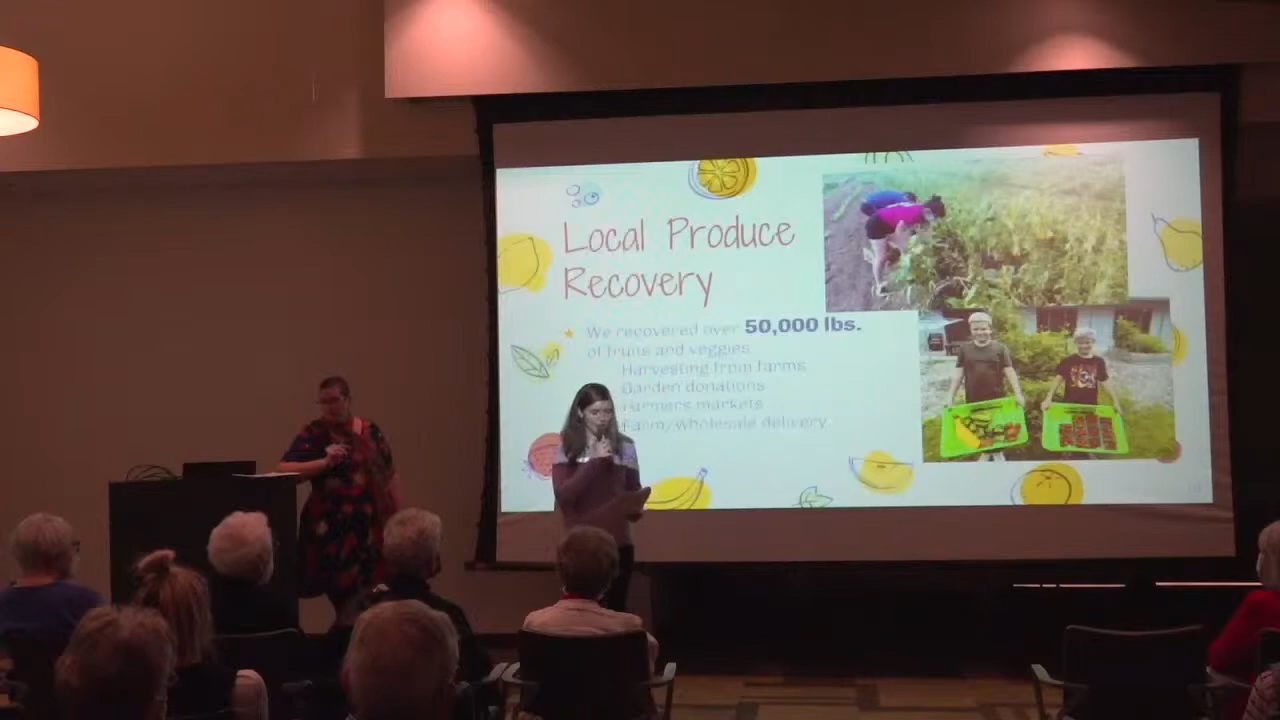 Local Produce
Recovery
We recovered over 50,000 lbs.
of fruits and veggies
Harvesting from farms
Garden donations
Farmers markets
Farm/wholesale delivery